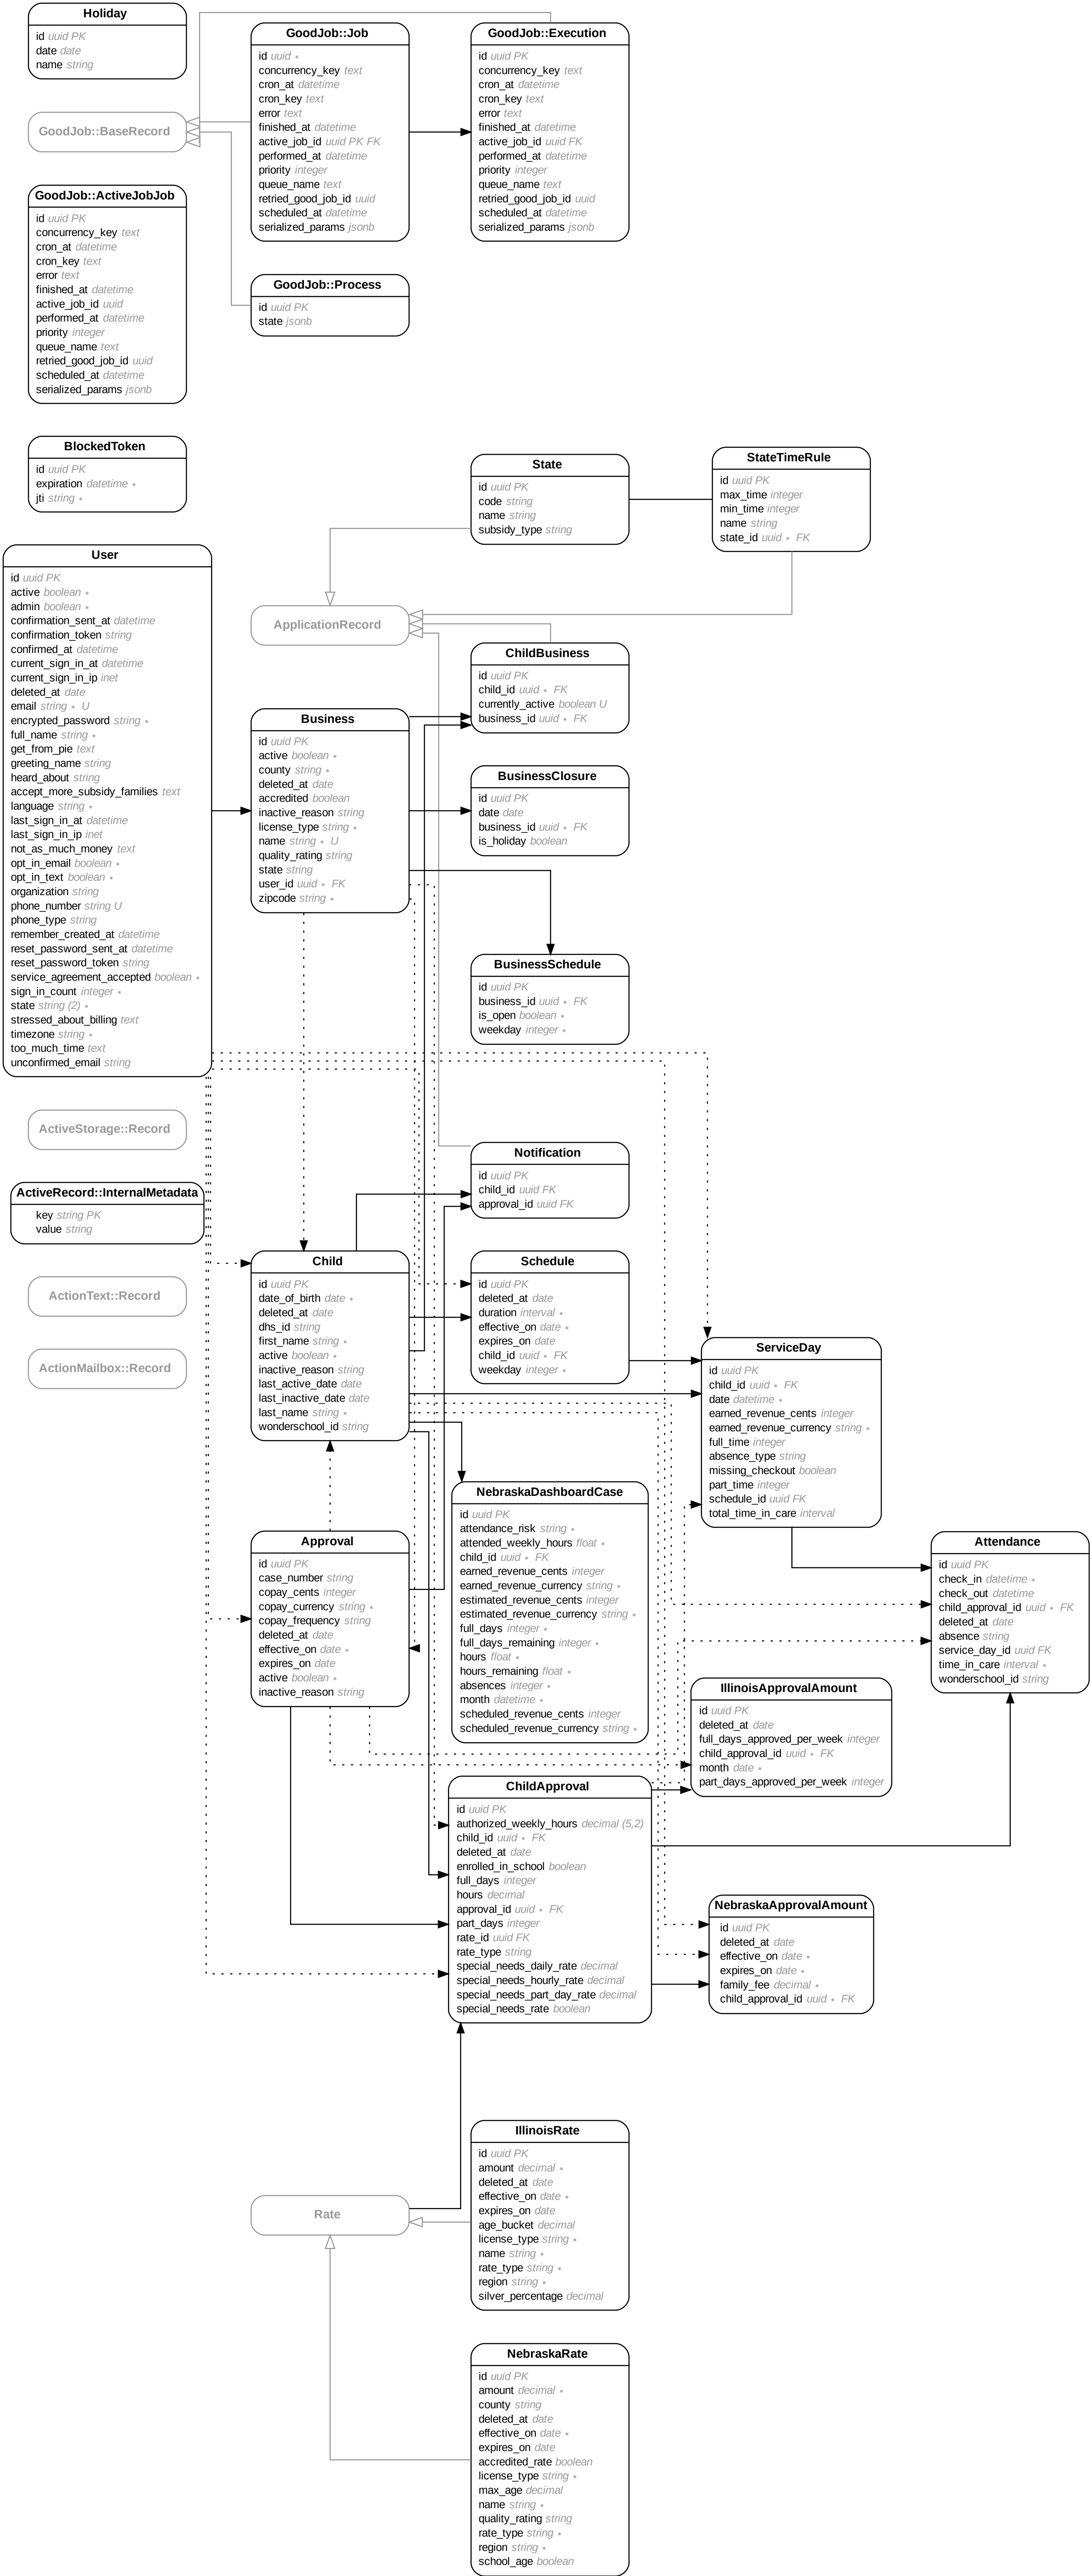 Holiday
id uuid PK
date date
name string
GoodJob::BaseRecord
GoodJob::ActiveJobJob
id uuid PK
concurrency_key text
cron_at datetime
cron_key text
error text
finished_at datetime
active_job_id uuid
performed_at datetime
priority integer
queue_name text
retried_good_job_id uuid
scheduled_at datetime
serialized_params jsonb
GoodJob::Job
id uuid ∗
concurrency_key text
cron_at datetime
cron_key text
error text
finished_at datetime
active_job_id uuid PK FK
performed_at datetime
priority integer
queue_name text
retried_good_job_id uuid
scheduled_at datetime
serialized_params jsonb
GoodJob::Execution
id uuid PK
concurrency_key text
cron_at datetime
cron_key text
error text
finished_at datetime
active_job_id uuid FK
performed_at datetime
priority integer
queue_name text
retried_good_job_id uuid
scheduled_at datetime
serialized_params jsonb
GoodJob::Process
id uuid PK
state jsonb
BlockedToken
id uuid PK
expiration datetime ∗
jti string ∗
State
id uuid PK
code string
name string
subsidy_type string
StateTimeRule
id uuid PK
max_time integer
min_time integer
name string
state_id uuid ∗ FK
User
id uuid PK
active boolean ∗
admin boolean ∗
confirmation_sent_at datetime
confirmation_token string
confirmed_at datetime
current_sign_in_at datetime
current_sign_in_ip inet
deleted_at date
email string ∗ U
encrypted_password string ∗
full_name string ∗
get_from_pie text
greeting_name string
heard_about string
accept_more_subsidy_families text
language string ∗
last_sign_in_at datetime
last_sign_in_ip inet
not_as_much_money text
opt_in_email boolean ∗
opt_in_text boolean ∗
organization string
phone_number string U
phone_type string
remember_created_at datetime
reset_password_sent_at datetime
reset_password_token string
service_agreement_accepted boolean ∗
sign_in_count integer ∗
state string (2) ∗
stressed_about_billing text
timezone string ∗
too_much_time text
unconfirmed_email string
ApplicationRecord
ChildBusiness
id uuid PK
child_id uuid ∗ FK
currently_active boolean U
business_id uuid ∗ FK
Business
id uuid PK
active boolean ∗
county string ∗
deleted_at date
accredited boolean
inactive_reason string
license_type string ∗
name string ∗ U
quality_rating string
state string
user_id uuid ∗ FK
zipcode string ∗
BusinessClosure
id uuid PK
date date
business_id uuid ∗ FK
is_holiday boolean
BusinessSchedule
id uuid PK
business_id uuid ∗ FK
is_open boolean ∗
weekday integer ∗
ActiveStorage::Record
ActiveRecord::InternalMetadata
key string PK
value string
ActionText::Record
ActionMailbox::Record
Notification
id uuid PK
child_id uuid FK
approval_id uuid FK
Child
id uuid PK
date_of_birth date ∗
deleted_at date
dhs_id string
first_name string ∗
active boolean ∗
inactive_reason string
last_active_date date
last_inactive_date date
last_name string ∗
wonderschool_id string
Schedule
id uuid PK
deleted_at date
duration interval ∗
effective_on date ∗
expires_on date
child_id uuid ∗ FK
weekday integer ∗
ServiceDay
id uuid PK
child_id uuid ∗ FK
date datetime ∗
earned_revenue_cents integer
earned_revenue_currency string ∗
full_time integer
absence_type string
missing_checkout boolean
part_time integer
schedule_id uuid FK
total_time_in_care interval
NebraskaDashboardCase
id uuid PK
attendance_risk string ∗
attended_weekly_hours float ∗
child_id uuid ∗ FK
earned_revenue_cents integer
earned_revenue_currency string ∗
estimated_revenue_cents integer
estimated_revenue_currency string ∗
full_days integer ∗
full_days_remaining integer ∗
hours float ∗
hours_remaining float ∗
absences integer ∗
month datetime ∗
scheduled_revenue_cents integer
scheduled_revenue_currency string ∗
Approval
id uuid PK
case_number string
copay_cents integer
copay_currency string ∗
copay_frequency string
deleted_at date
effective_on date ∗
expires_on date
active boolean ∗
inactive_reason string
Attendance
id uuid PK
check_in datetime ∗
check_out datetime
child_approval_id uuid ∗ FK
deleted_at date
absence string
service_day_id uuid FK
time_in_care interval ∗
wonderschool_id string
IllinoisApprovalAmount
id uuid PK
deleted_at date
full_days_approved_per_week integer
child_approval_id uuid ∗ FK
month date ∗
part_days_approved_per_week integer
ChildApproval
id uuid PK
authorized_weekly_hours decimal (5,2)
child_id uuid ∗ FK
deleted_at date
enrolled_in_school boolean
full_days integer
hours decimal
approval_id uuid ∗ FK
part_days integer
rate_id uuid FK
rate_type string
special_needs_daily_rate decimal
special_needs_hourly_rate decimal
special_needs_part_day_rate decimal
special_needs_rate boolean
NebraskaApprovalAmount
id uuid PK
deleted_at date
effective_on date ∗
expires_on date ∗
family_fee decimal ∗
child_approval_id uuid ∗ FK
Rate
IllinoisRate
id uuid PK
amount decimal ∗
deleted_at date
effective_on date ∗
expires_on date
age_bucket decimal
license_type string ∗
name string ∗
rate_type string ∗
region string ∗
silver_percentage decimal
NebraskaRate
id uuid PK
amount decimal ∗
county string
deleted_at date
effective_on date ∗
expires_on date
accredited_rate boolean
license_type string ∗
max_age decimal
name string ∗
quality_rating string
rate_type string ∗
region string ∗
school_age boolean